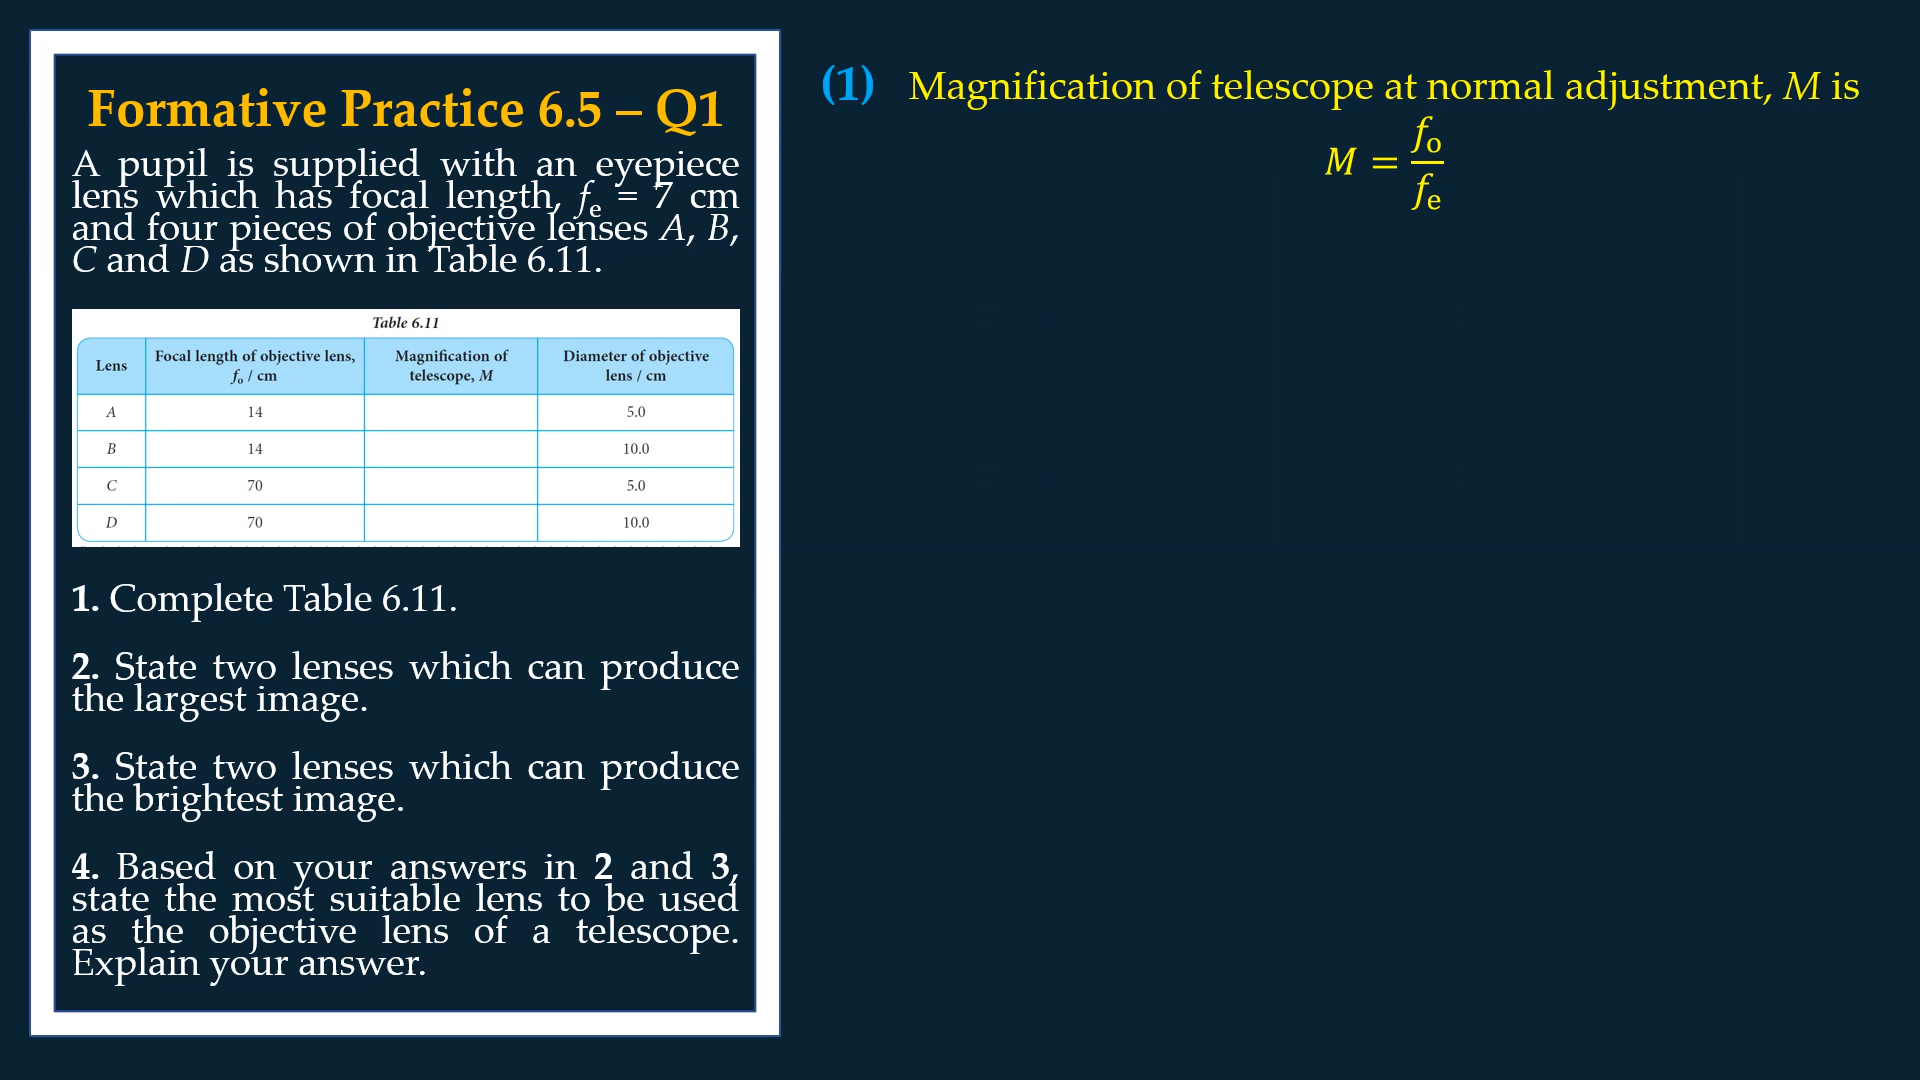 Formative Practice 6.5 – Q1
A pupil is supplied with an eyepiece
lens which has focal length, fe = 7 cm
and four pieces of objective lenses A, B,
C and D as shown in Table 6.11.
Table 6.11
Lens
Focal length of objective lens,
fo / cm
Magnification of
telescope, M
Diameter of objective
lens / cm
A 14 5.0
B 14 10.0
C 70 5.0
D 70 10.0
1. Complete Table 6.11.
2. State two lenses which can produce
the largest image.
3. State two lenses which can produce
the brightest image.
4. Based on your answers in 2 and 3,
state the most suitable lens to be used
as the objective lens of a telescope.
Explain your answer.
(1) Magnification of telescope at normal adjustment, M is
M = fo/fe